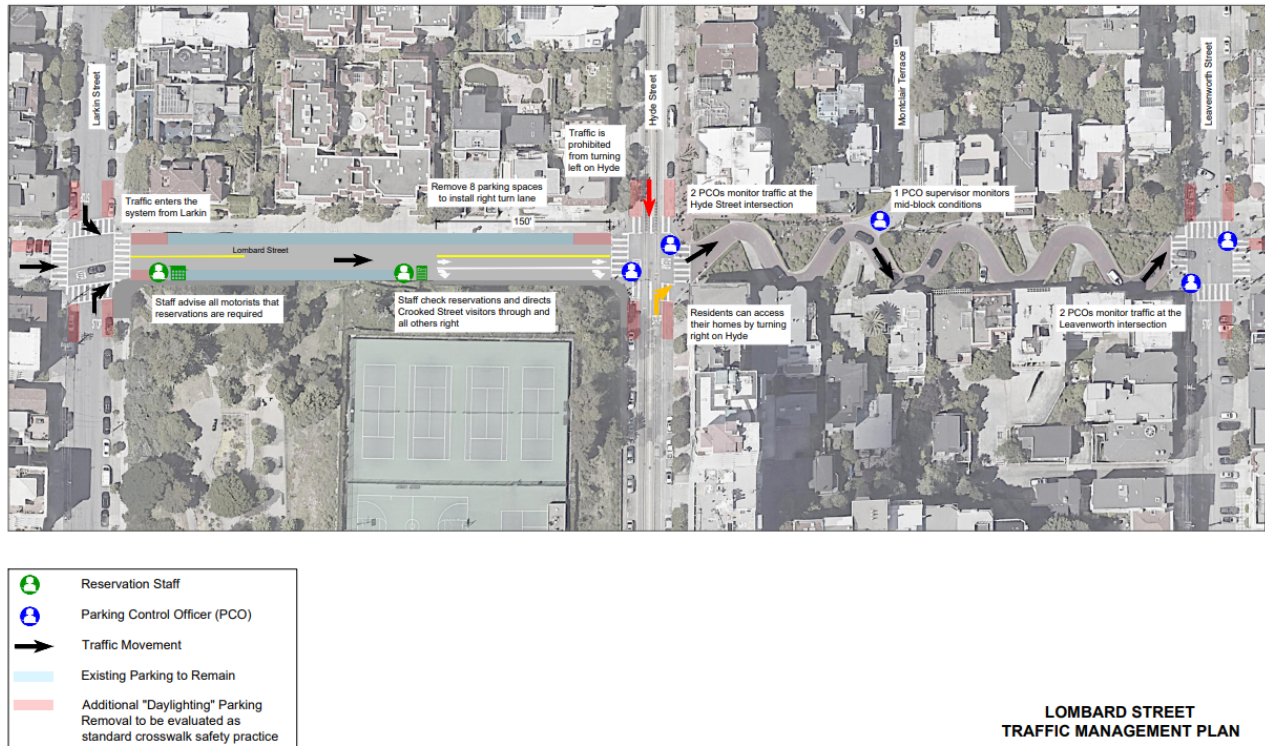 Larkin Street
Traffic enters the
system from Larkin
Lombard Street
Staff advise all motorists that
reservations are required
Remove 8 parking spaces
to install right turn lane
150'
Staff check reservations and directs
Crooked Street visitors through and
all others right
Traffic is
prohibited
from turning
left on Hyde
Hyde Street
2 PCOs monitor traffic at the
Hyde Street intersection
Residents can access
their homes by turning
right on Hyde
Montclair Terrace
1 PCO supervisor monitors
mid-block conditions
2 PCOs monitor traffic at the
Leavenworth intersection
Leavenworth Street
Reservation Staff
Parking Control Officer (PCO)
Traffic Movement
Existing Parking to Remain
Additional "Daylighting" Parking
Removal to be evaluated as
standard crosswalk safety practice
LOMBARD STREET
TRAFFIC MANAGEMENT PLAN